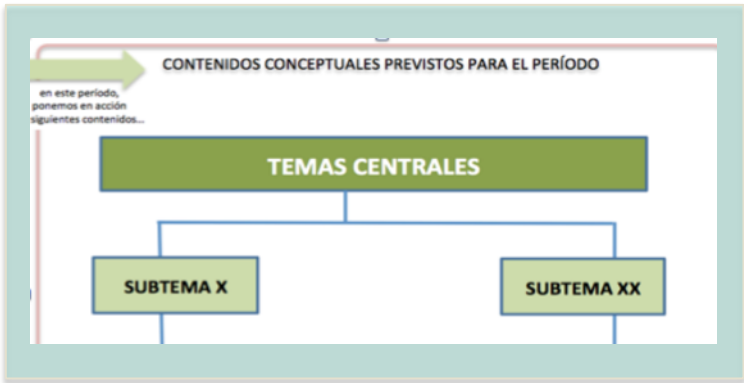 CONTENIDOS CONCEPTUALES PREVISTOS PARA EL PERÍODO
en este período,
ponemos en acción
siguientes contenidos...
TEMAS CENTRALES
SUBTEMA X
SUBTEMA XX